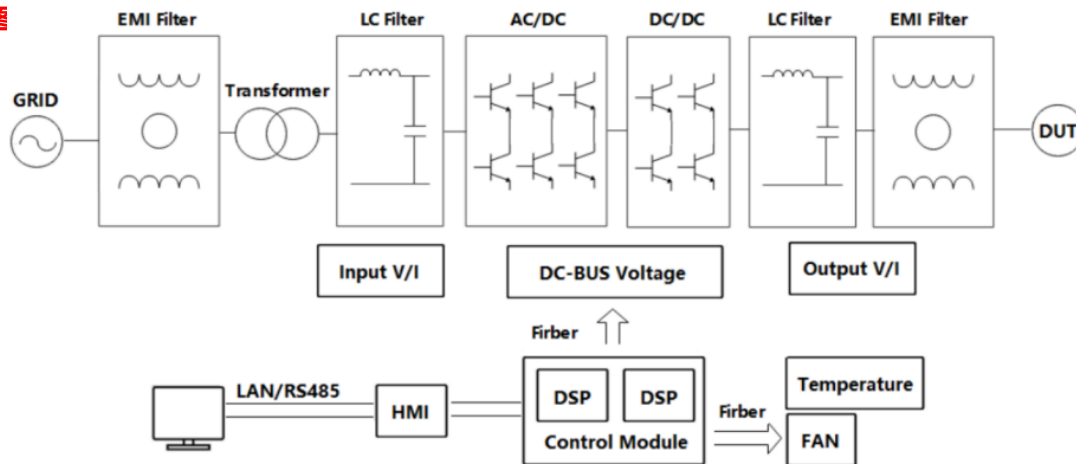 EMI Filter
LC Filter
AC/DC
DC/DC
LC Filter
EMI Filter
GRID
Transformer
DUT
Input V/I
DC-BUS Voltage
Output V/I
Firber
LAN/RS485
HMI
DSP
DSP
Control Module
Firber
Temperature
FAN